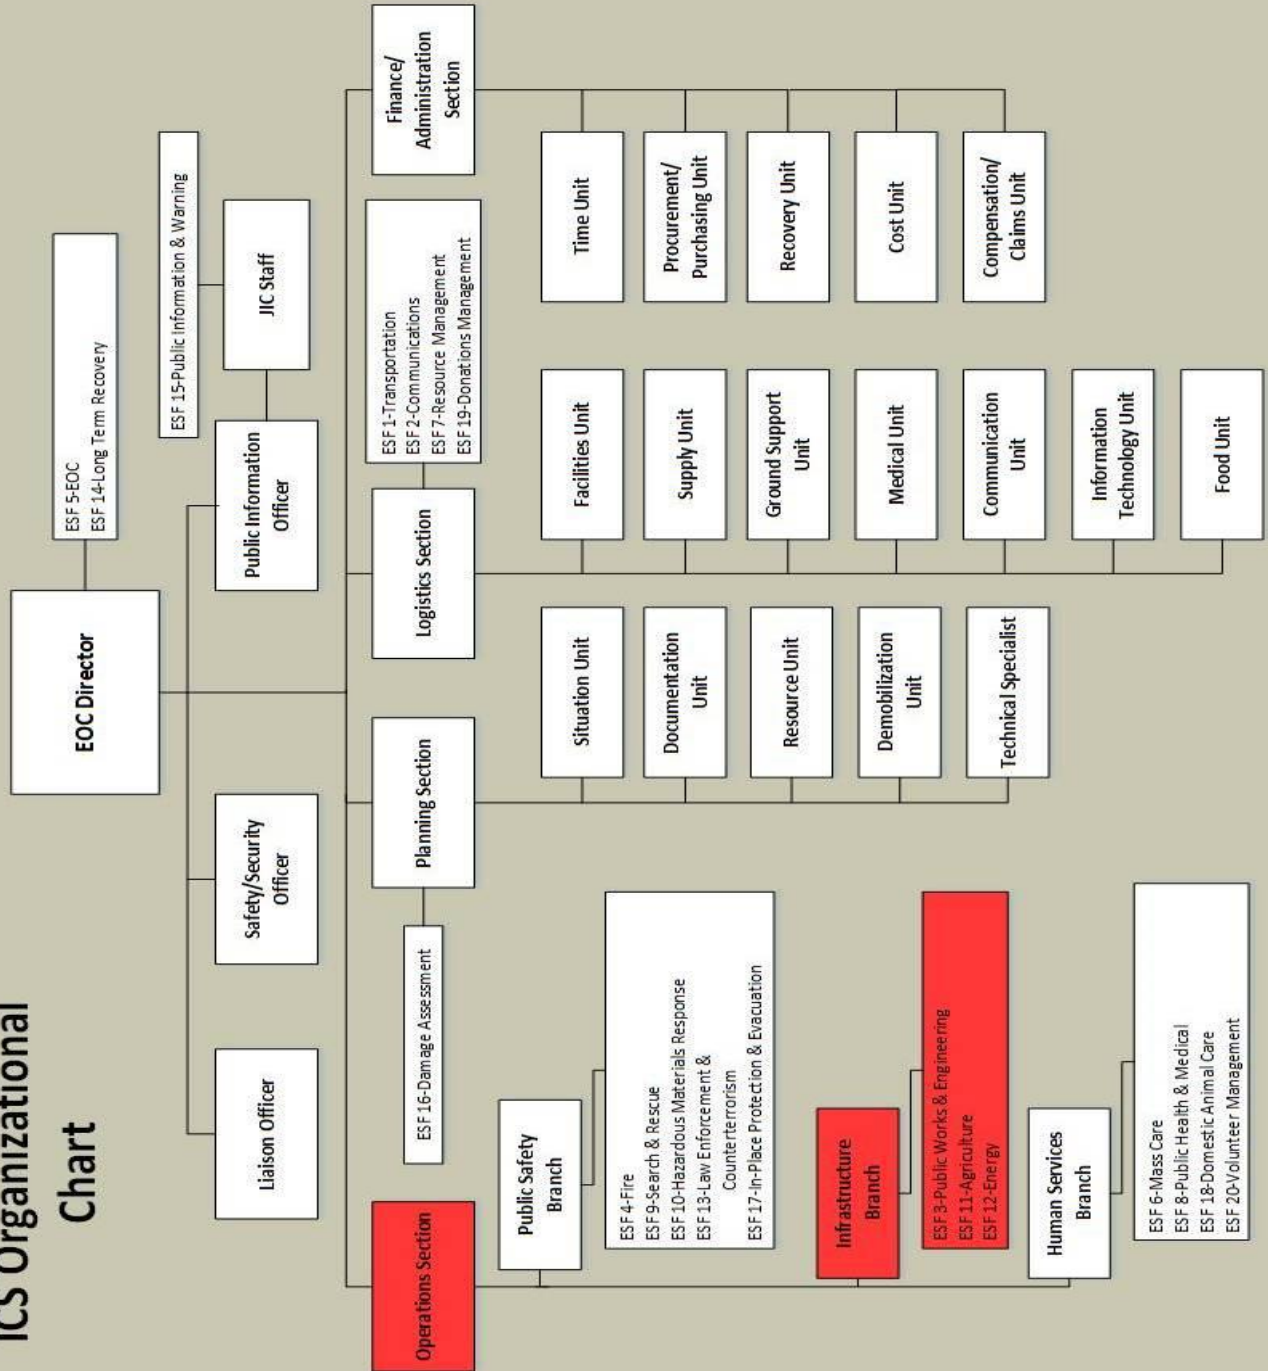 ICS Organizational
Chart
EOC Director
ESF 5-EOC
ESF 14-Long Term Recovery
Liaison Officer
Safety/Security
Officer
Public Information
Officer
JIC Staff
ESF 15-Public Information & Warning
Operations Section
Planning Section
ESF 16-Damage Assessment
Logistics Section
ESF 1-Transportation
ESF 2-Communications
ESF 7-Resource Management
ESF 19-Donations Management
Finance/
Administration
Section
Public Safety
Branch
ESF 4-Fire
ESF 9-Search & Rescue
ESF 10-Hazardous Materials Response
ESF 13-Law Enforcement &
Counterterrorism
ESF 17-In-Place Protection & Evacuation
Infrastructure
Branch
ESF 3-Public Works & Engineering
ESF 11-Agriculture
ESF 12-Energy
Human Services
Branch
ESF 6-Mass Care
ESF 8-Public Health & Medical
ESF 18-Domestic Animal Care
ESF 20-Volunteer Management
Situation Unit
Documentation
Unit
Resource Unit
Demobilization
Unit
Technical Specialist
Facilities Unit
Supply Unit
Ground Support
Unit
Medical Unit
Communication
Unit
Information
Technology Unit
Food Unit
Time Unit
Procurement/
Purchasing Unit
Recovery Unit
Cost Unit
Compensation/
Claims Unit